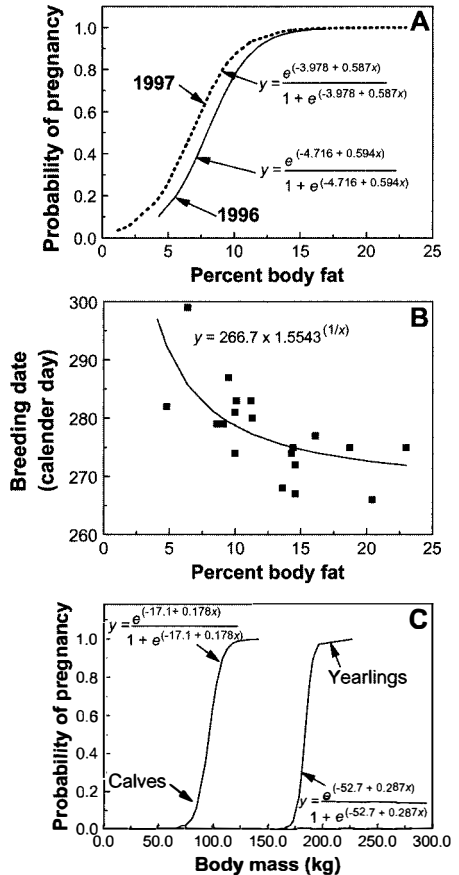 A
Probability of pregnancy
1.0
0.8
0.6
0.4
0.2
0.0
1997
y = e^(-3.978 + 0.587x) / 1 + e^(-3.978 + 0.587x)
y = e^(-4.716 + 0.594x) / 1 + e^(-4.716 + 0.594x)
1996
0 5 10 15 20 25
Percent body fat
B
Breeding date
(calender day)
300
290
280
270
260
y = 266.7 x 1.5543^(1/x)
0 5 10 15 20 25
Percent body fat
C
Probability of pregnancy
1.0
0.8
0.6
0.4
0.2
0.0
y = e^(-17.1+ 0.178x) / 1 + e^(-17.1+ 0.178x)
Yearlings
Calves
y = e^(-52.7 + 0.287x) / 1 + e^(-52.7 + 0.287x)
0.0 50.0 100.0 150.0 200.0 250.0 300.0
Body mass (kg)